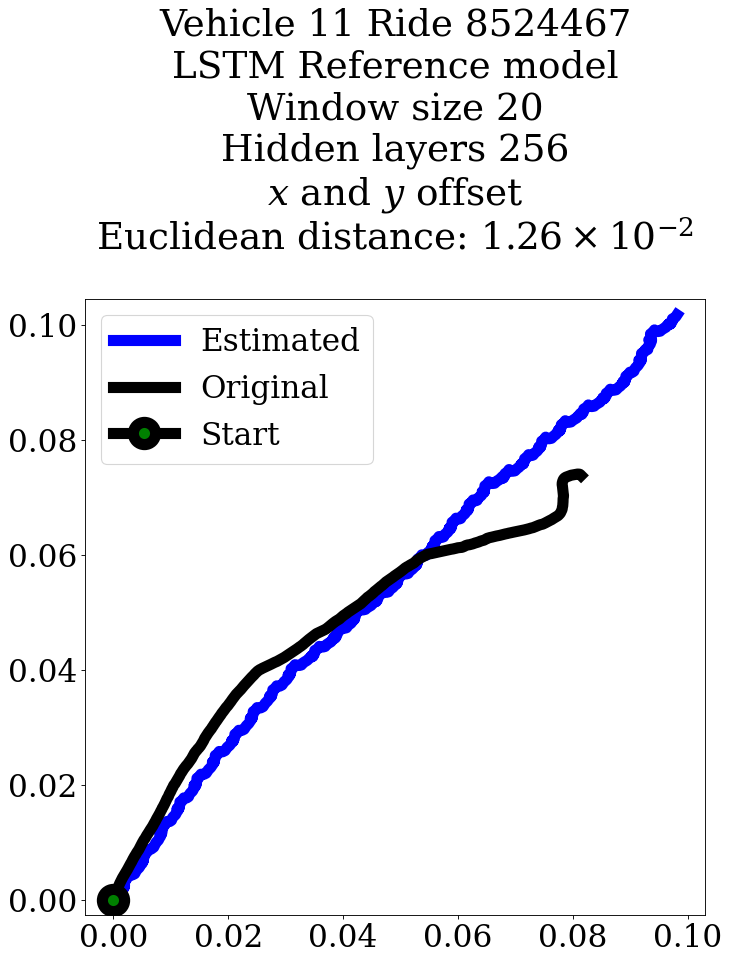 Vehicle 11 Ride 8524467
LSTM Reference model
Window size 20
Hidden layers 256
x and y offset
Euclidean distance: 1.26 × 10⁻²
Estimated
Original
Start
0.10
0.08
0.06
0.04
0.02
0.00
0.00 0.02 0.04 0.06 0.08 0.10